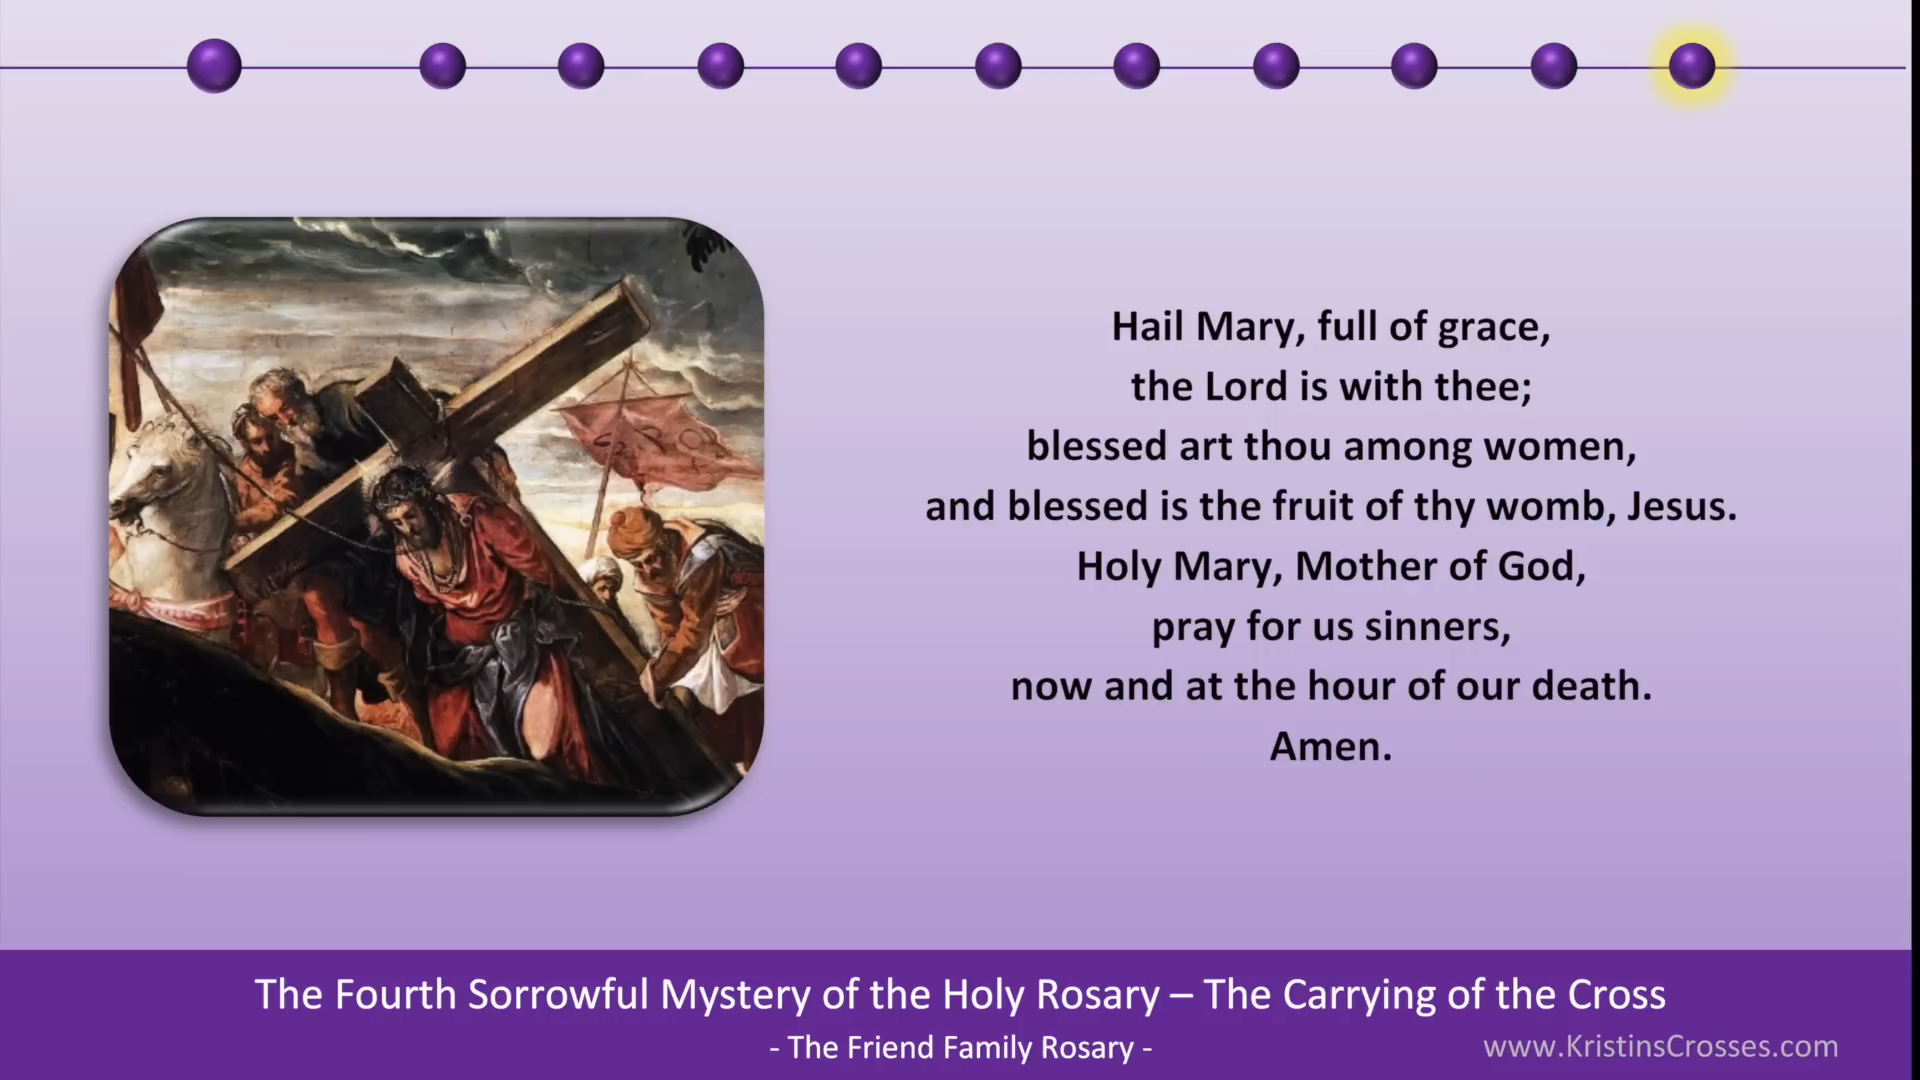 Hail Mary, full of grace,
the Lord is with thee;
blessed art thou among women,
and blessed is the fruit of thy womb, Jesus.
Holy Mary, Mother of God,
pray for us sinners,
now and at the hour of our death.
Amen.
The Fourth Sorrowful Mystery of the Holy Rosary – The Carrying of the Cross
- The Friend Family Rosary -
www.KristinsCrosses.com